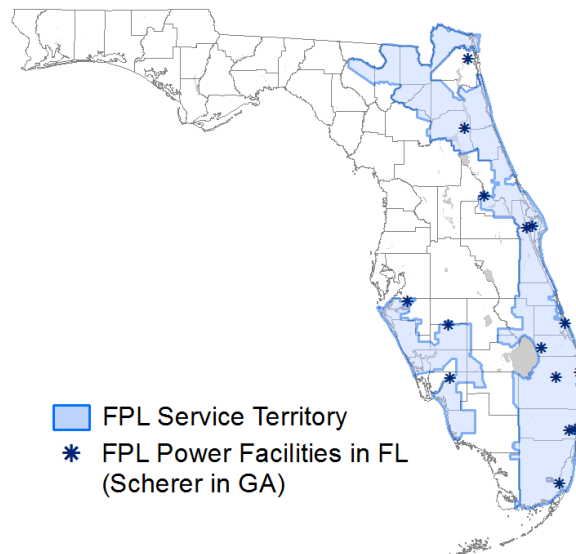 FPL Service Territory
FPL Power Facilities in FL
(Scherer in GA)